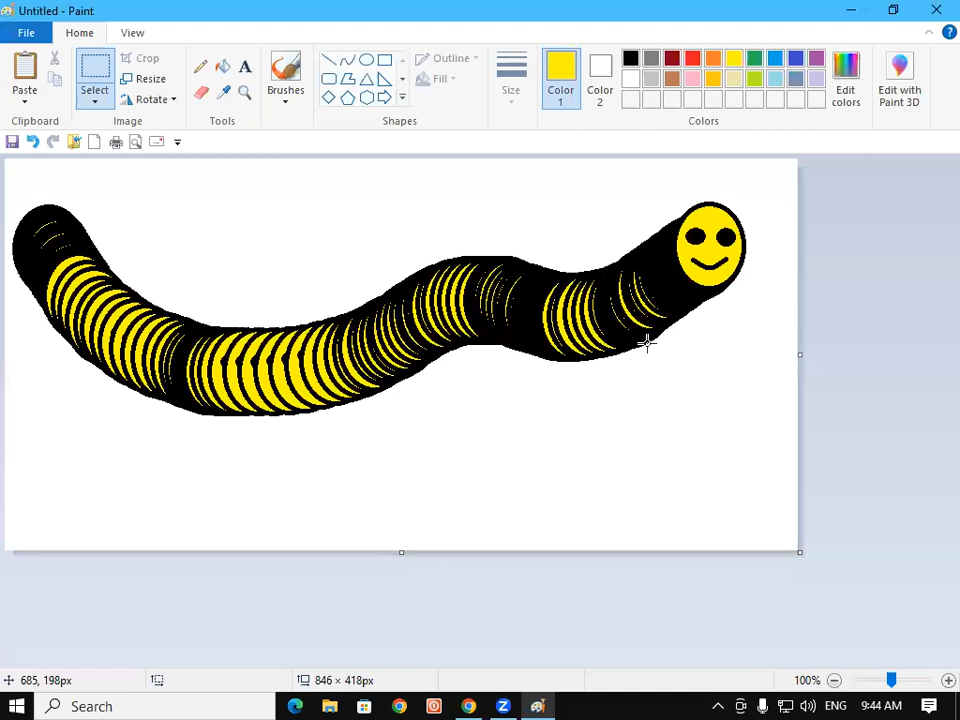 Untitled - Paint
File Home View
Paste
Select
Crop
Resize
Rotate
A
Brushes
Outline
Fill
Size
Color 1
Color 2
Edit colors
Edit with Paint 3D
Clipboard Image Tools Shapes Colors
685, 198px 846 × 418px 100%
Search ENG 9:44 AM